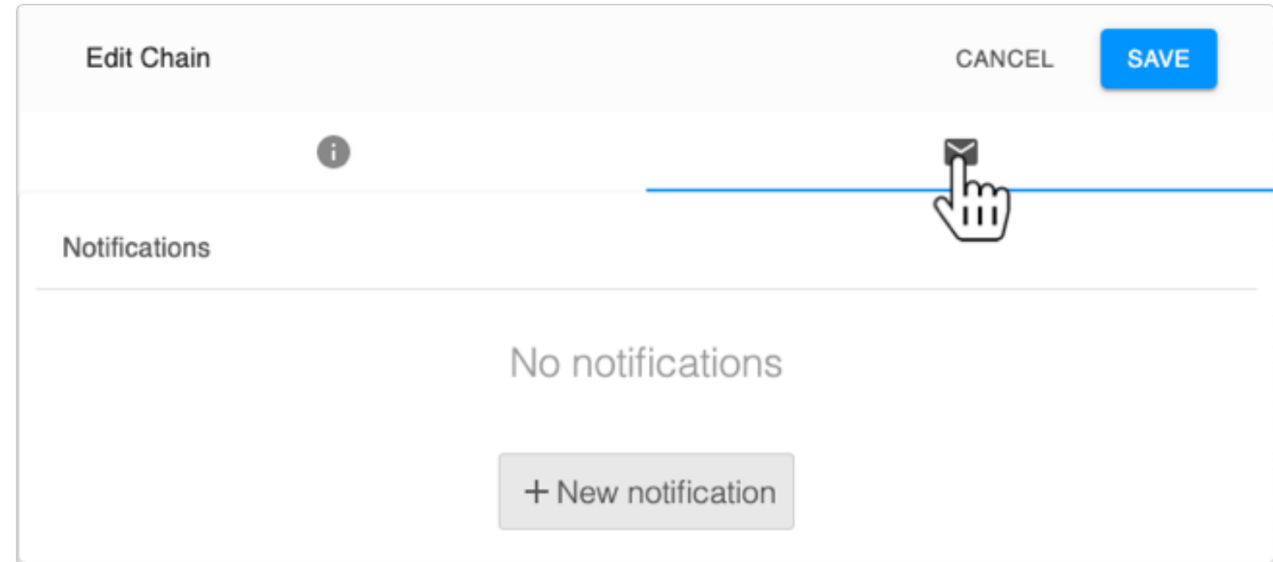 Edit Chain
CANCEL
SAVE
Notifications
No notifications
+ New notification